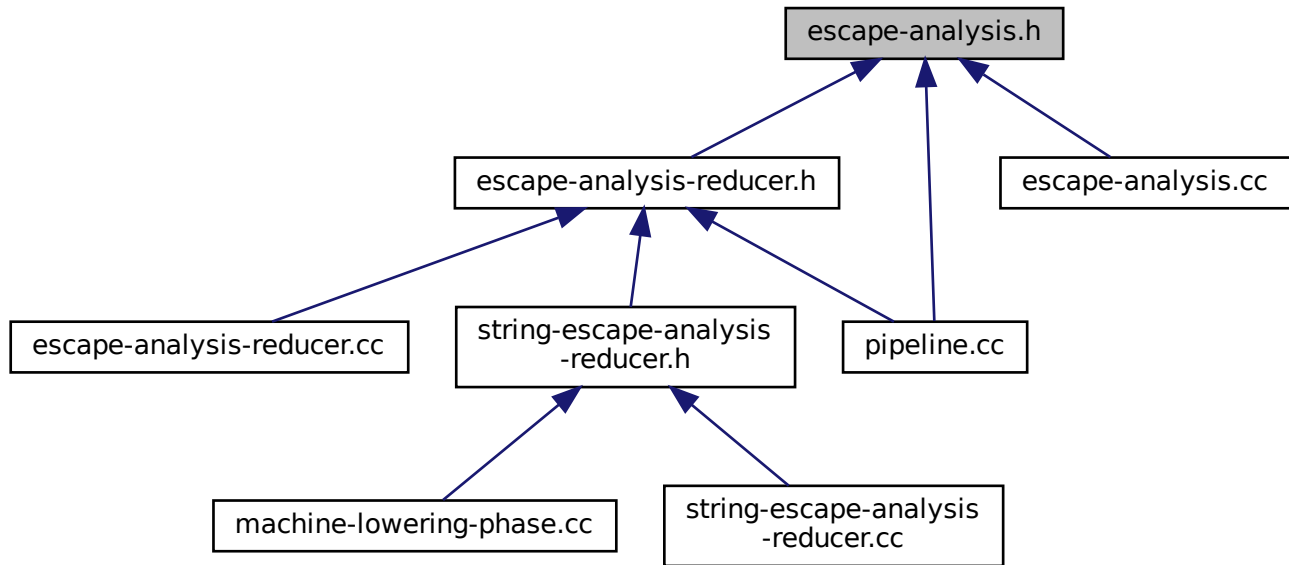 escape-analysis.h
escape-analysis-reducer.h
escape-analysis.cc
escape-analysis-reducer.cc
string-escape-analysis
-reducer.h
pipeline.cc
machine-lowering-phase.cc
string-escape-analysis
-reducer.cc